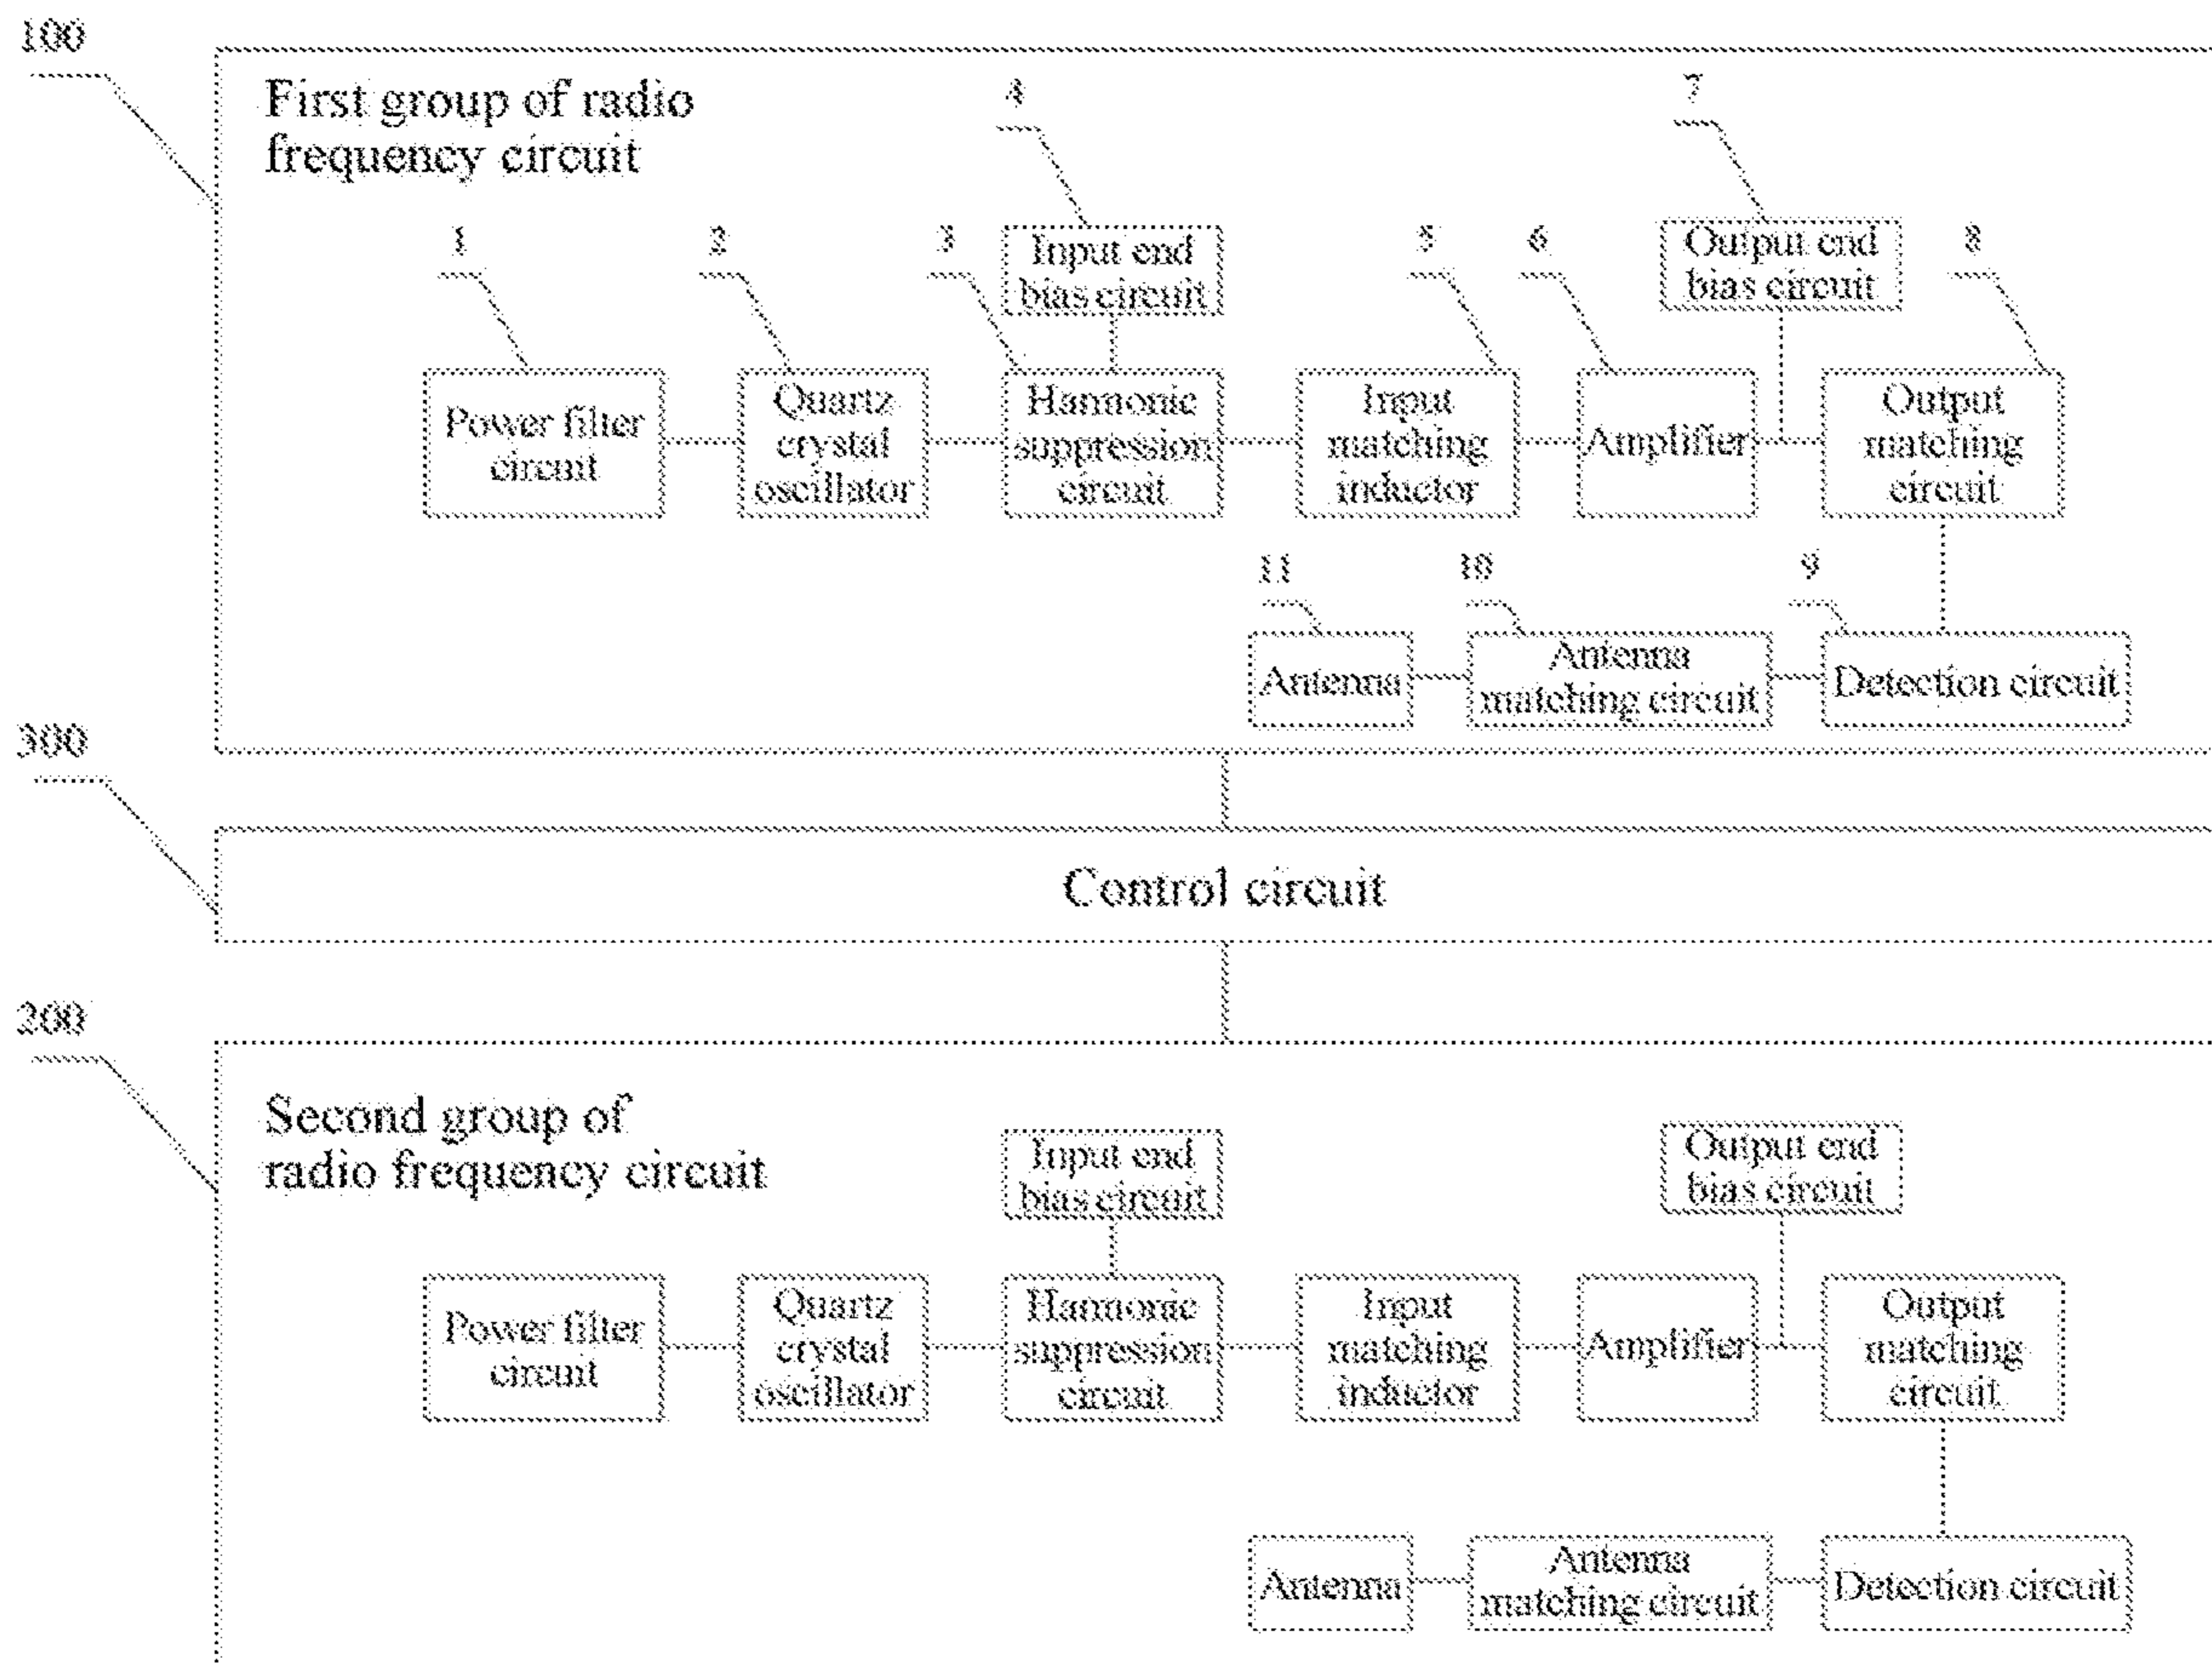 100
First group of radio
frequency circuit
4
7
1
2
3
Input end
bias circuit
5
6
Output end
bias circuit
8
Power filter
circuit
Quartz
crystal
oscillator
Harmonic
suppression
circuit
Input
matching
inductor
Amplifier
Output
matching
circuit
11
10
9
Antenna
Antenna
matching circuit
Detection circuit
300
Control circuit
200
Second group of
radio frequency circuit
Input end
bias circuit
Output end
bias circuit
Power filter
circuit
Quartz
crystal
oscillator
Harmonic
suppression
circuit
Input
matching
inductor
Amplifier
Output
matching
circuit
Antenna
Antenna
matching circuit
Detection circuit